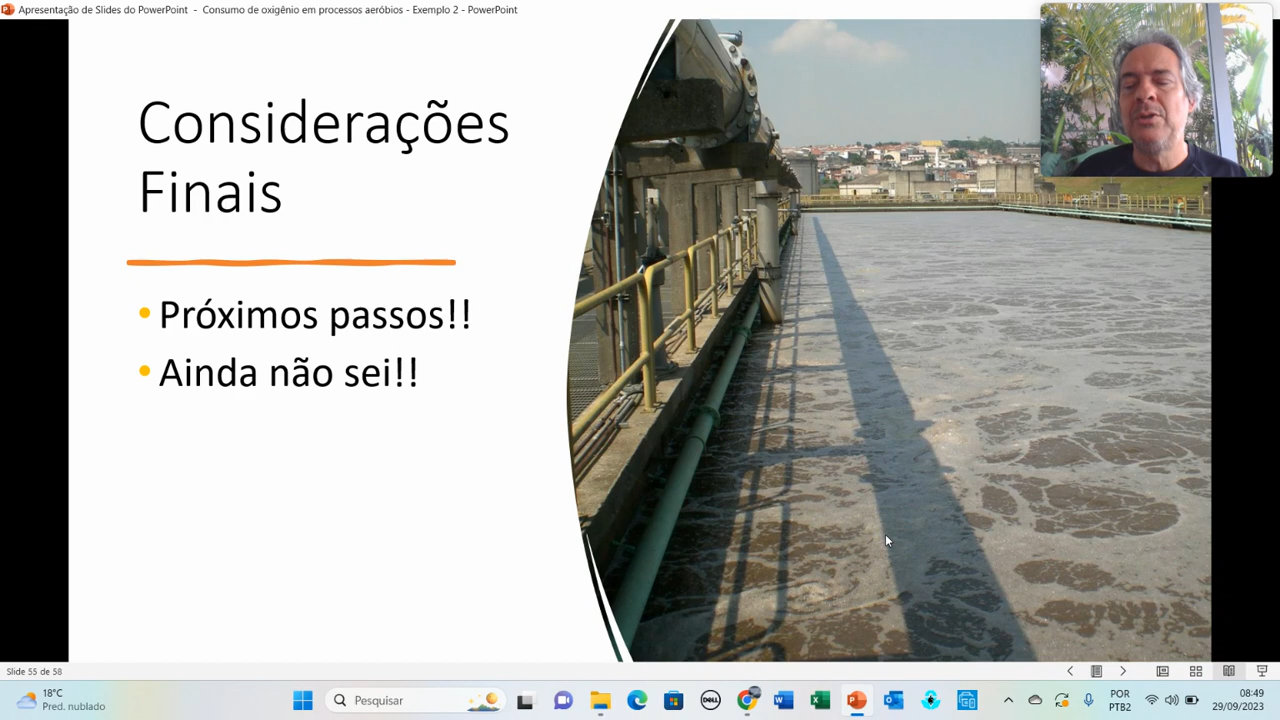 Apresentação de Slides do PowerPoint - Consumo de oxigênio em processos aeróbios - Exemplo 2 - PowerPoint
Considerações
Finais
• Próximos passos!!
• Ainda não sei!!
Slide 55 de 58
18°C
Pred. nublado
Pesquisar
DELL
POR
PTB2
08:49
29/09/2023